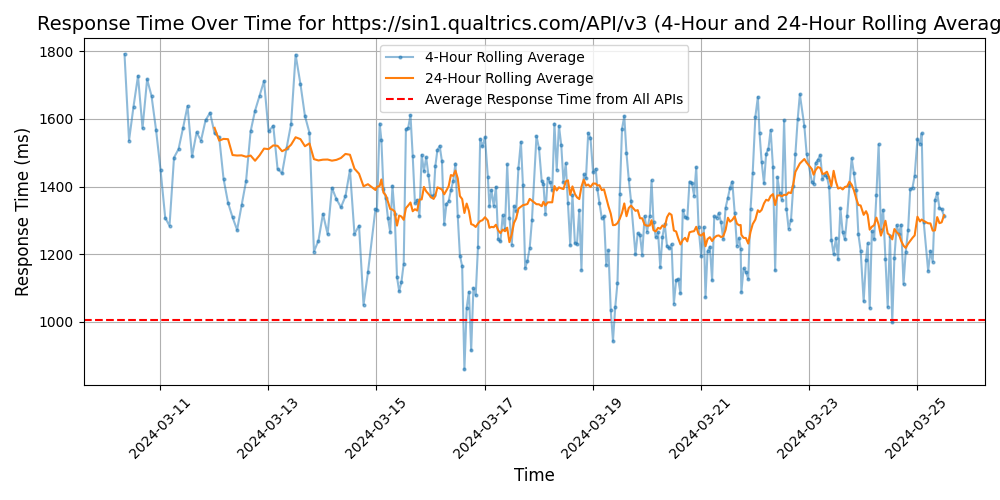 Response Time Over Time for https://sin1.qualtrics.com/API/v3 (4-Hour and 24-Hour Rolling Averag
4-Hour Rolling Average
24-Hour Rolling Average
Average Response Time from All APIs
Response Time (ms)
1800
1600
1400
1200
1000
2024-03-11
2024-03-13
2024-03-15
2024-03-17
2024-03-19
2024-03-21
2024-03-23
2024-03-25
Time